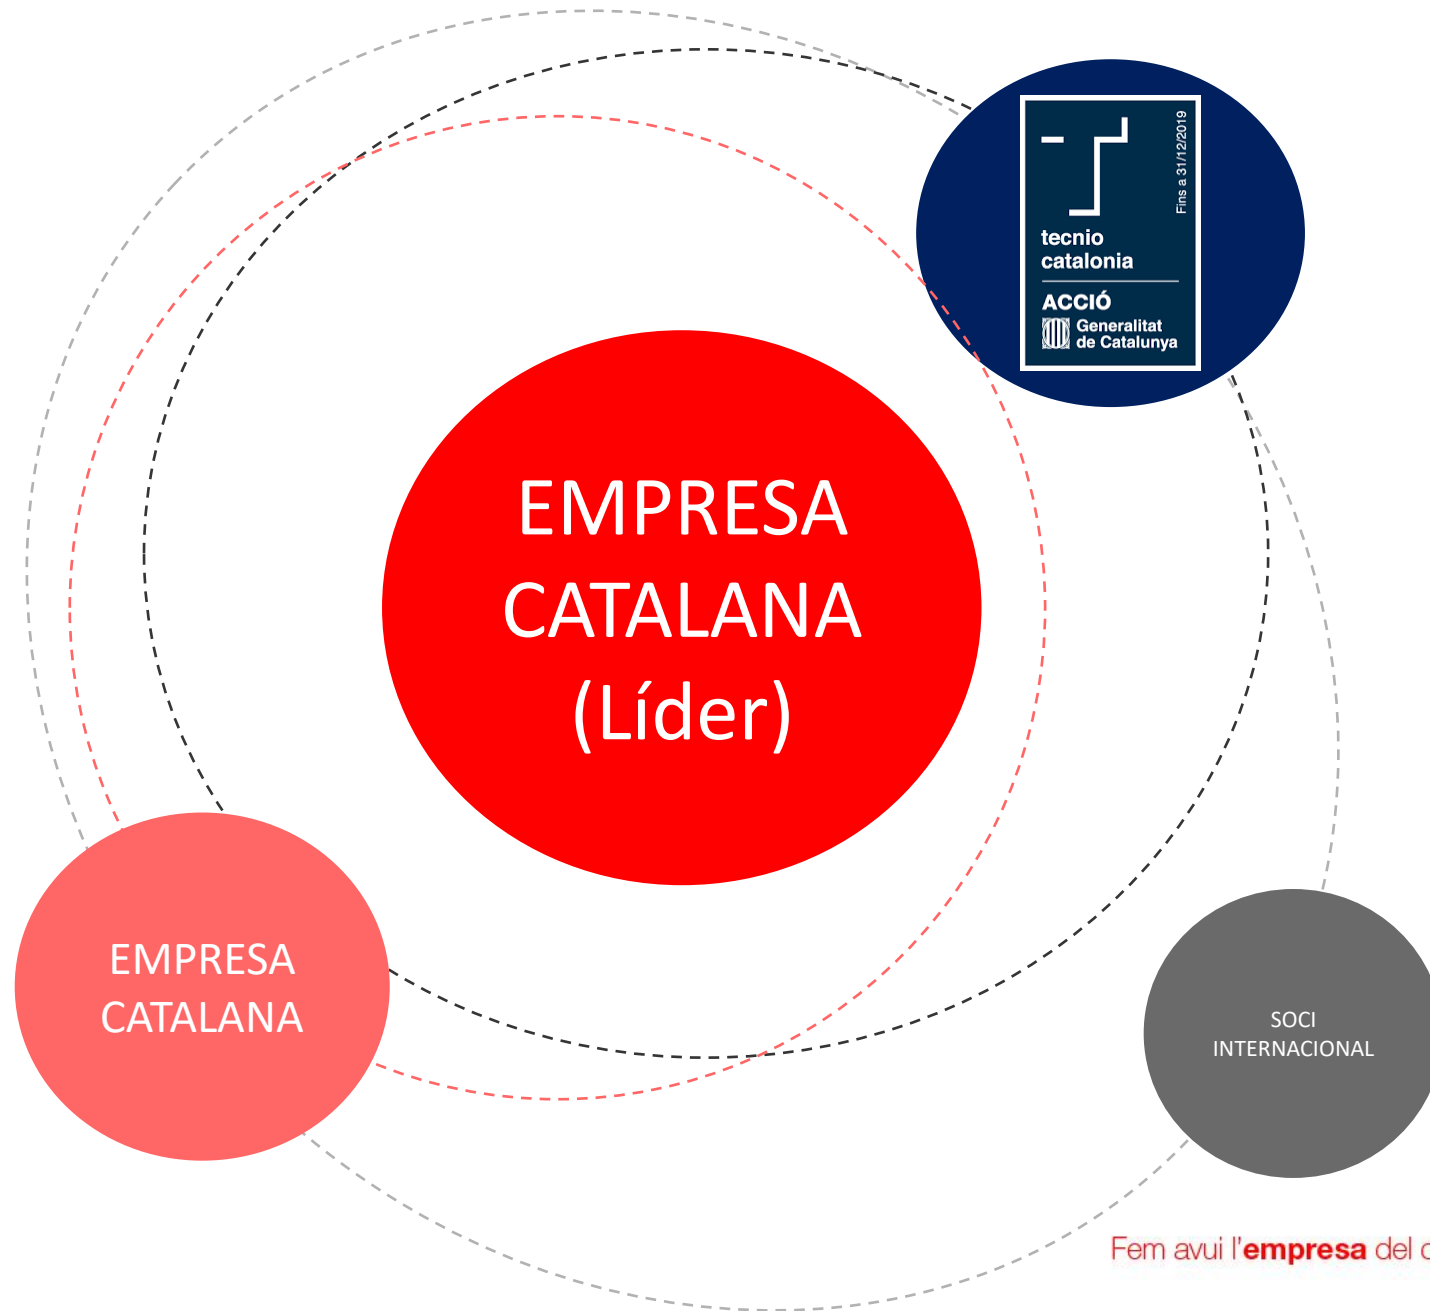 Fins a 31/12/2019
tecnio
catalonia
ACCIÓ
Generalitat
de Catalunya
EMPRESA
CATALANA
(Líder)
EMPRESA
CATALANA
SOCI
INTERNACIONAL
Fem avui l'empresa del